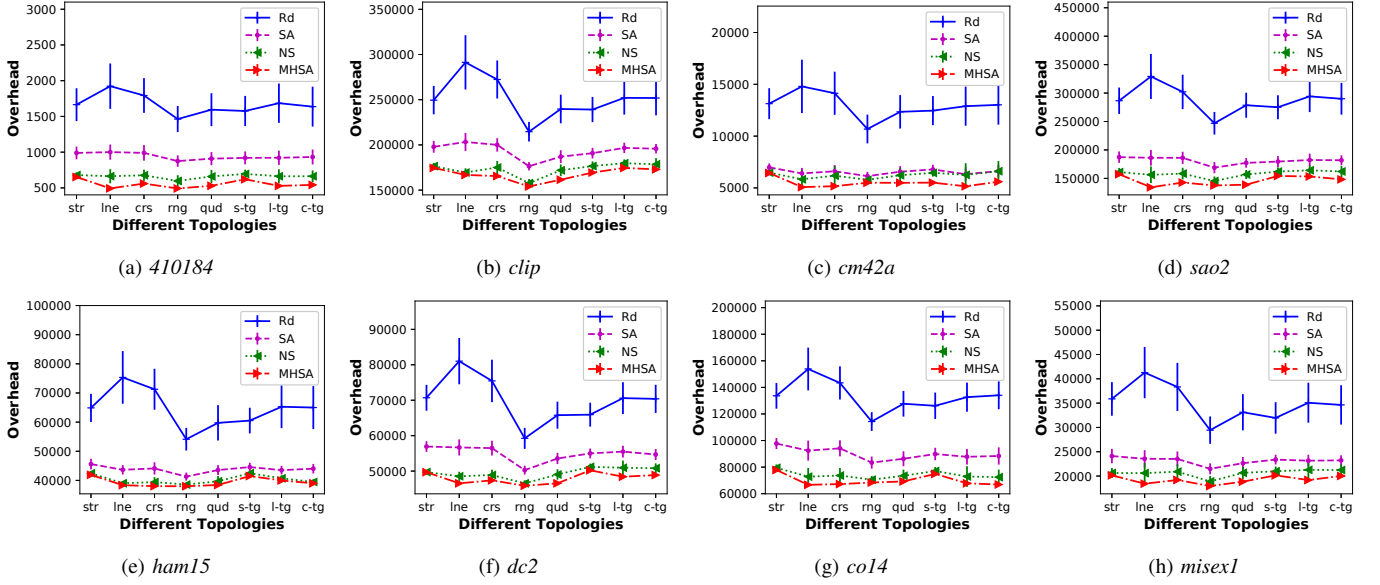 3000
2500
2000
1500
1000
500
Overhead
Rd
SA
NS
MHSA
str lne crs rng qud s-tg l-tg c-tg
Different Topologies
(a) 410184
350000
300000
250000
200000
150000
Overhead
Rd
SA
NS
MHSA
str lne crs rng qud s-tg l-tg c-tg
Different Topologies
(b) clip
20000
15000
10000
5000
Overhead
Rd
SA
NS
MHSA
str lne crs rng qud s-tg l-tg c-tg
Different Topologies
(c) cm42a
450000
400000
350000
300000
250000
200000
150000
Overhead
Rd
SA
NS
MHSA
str lne crs rng qud s-tg l-tg c-tg
Different Topologies
(d) sao2
100000
90000
80000
70000
60000
50000
40000
Overhead
Rd
SA
NS
MHSA
str lne crs rng qud s-tg l-tg c-tg
Different Topologies
(e) ham15
90000
80000
70000
60000
50000
Overhead
Rd
SA
NS
MHSA
str lne crs rng qud s-tg l-tg c-tg
Different Topologies
(f) dc2
200000
180000
160000
140000
120000
100000
80000
60000
Overhead
Rd
SA
NS
MHSA
str lne crs rng qud s-tg l-tg c-tg
Different Topologies
(g) co14
55000
50000
45000
40000
35000
30000
25000
20000
Overhead
Rd
SA
NS
MHSA
str lne crs rng qud s-tg l-tg c-tg
Different Topologies
(h) misex1